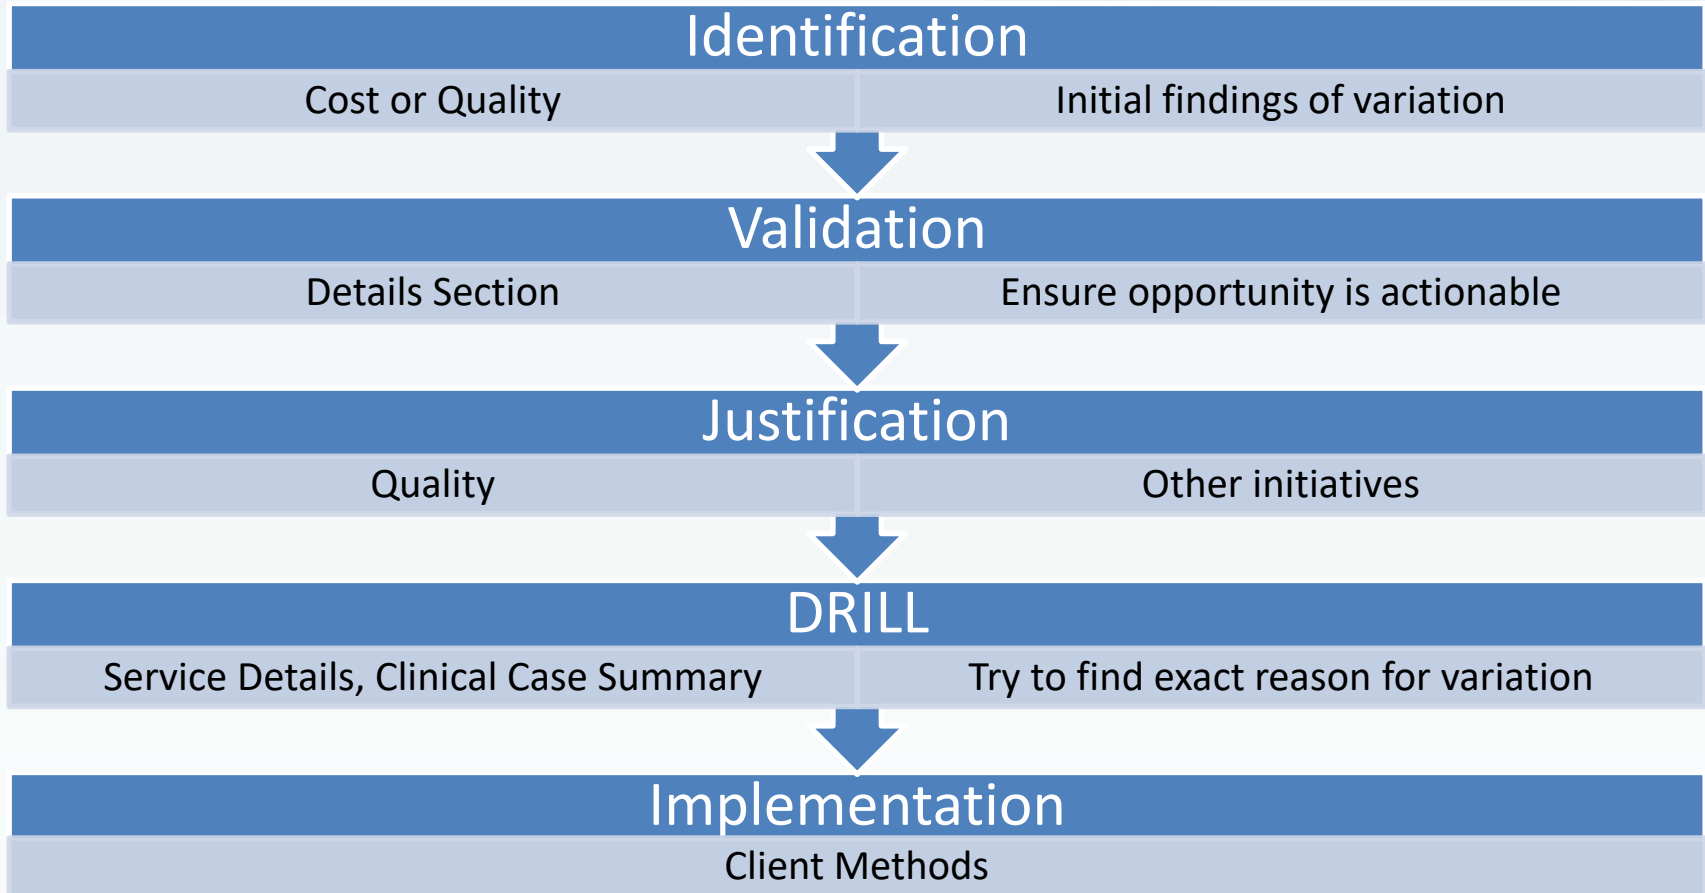 Identification
Cost or Quality
Initial findings of variation
Validation
Details Section
Ensure opportunity is actionable
Justification
Quality
Other initiatives
DRILL
Service Details, Clinical Case Summary
Try to find exact reason for variation
Implementation
Client Methods